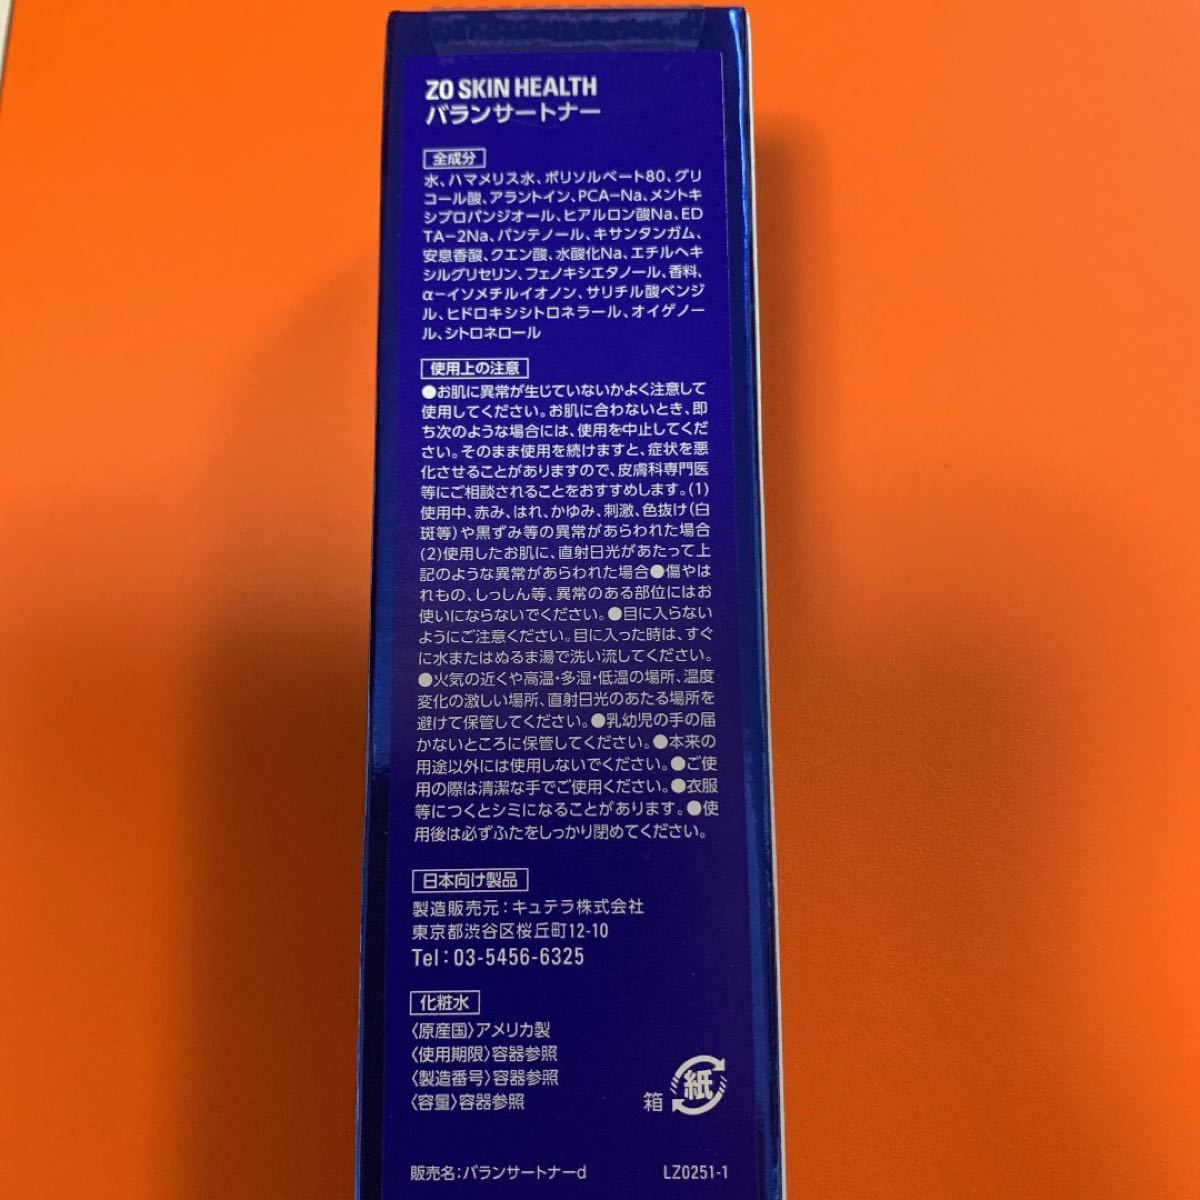 ZO SKIN HEALTH
バランサートナー
全成分
水、ハマメリス水、ポリソルベート80、グリ
コール酸、アラントイン、PCA-Na、メントキ
シプロパンジオール、ヒアルロン酸Na、ED
TA-2Na、パンテノール、キサンタンガム、
安息香酸、クエン酸、水酸化Na、エチルヘキ
シルグリセリン、フェノキシエタノール、香料、
α-イソメチルイオノン、サリチル酸ベンジ
ル、ヒドロキシシトロネラール、オイゲノー
ル、シトロネロール
使用上の注意
●お肌に異常が生じていないかよく注意して
使用してください。お肌に合わないとき、即
ち次のような場合には、使用を中止してくだ
さい。そのまま使用を続けますと、症状を悪
化させることがありますので、皮膚科専門医
等にご相談されることをおすすめします。(1)
使用中、赤み、はれ、かゆみ、刺激、色抜け(白
斑等)や黒ずみ等の異常があらわれた場合
(2)使用したお肌に、直射日光があたって上
記のような異常があらわれた場合●傷やは
れもの、しっしん等、異常のある部位にはお
使いにならないでください。●目に入らない
ようにご注意ください。目に入った時は、すぐ
に水またはぬるま湯で洗い流してください。
●火気の近くや高温・多湿・低温の場所、温度
変化の激しい場所、直射日光のあたる場所を
避けて保管してください。●乳幼児の手の届
かないところに保管してください。●本来の
用途以外には使用しないでください。●ご使
用の際は清潔な手でご使用ください。●衣服
等につくとシミになることがあります。●使
用後は必ずふたをしっかり閉めてください。
日本向け製品
製造販売元:キュテラ株式会社
東京都渋谷区桜丘町12-10
Tel:03-5456-6325
化粧水
〈原産国〉アメリカ製
〈使用期限〉容器参照
〈製造番号〉容器参照
〈容量〉容器参照
箱 紙
販売名:バランサートナーd LZ0251-1